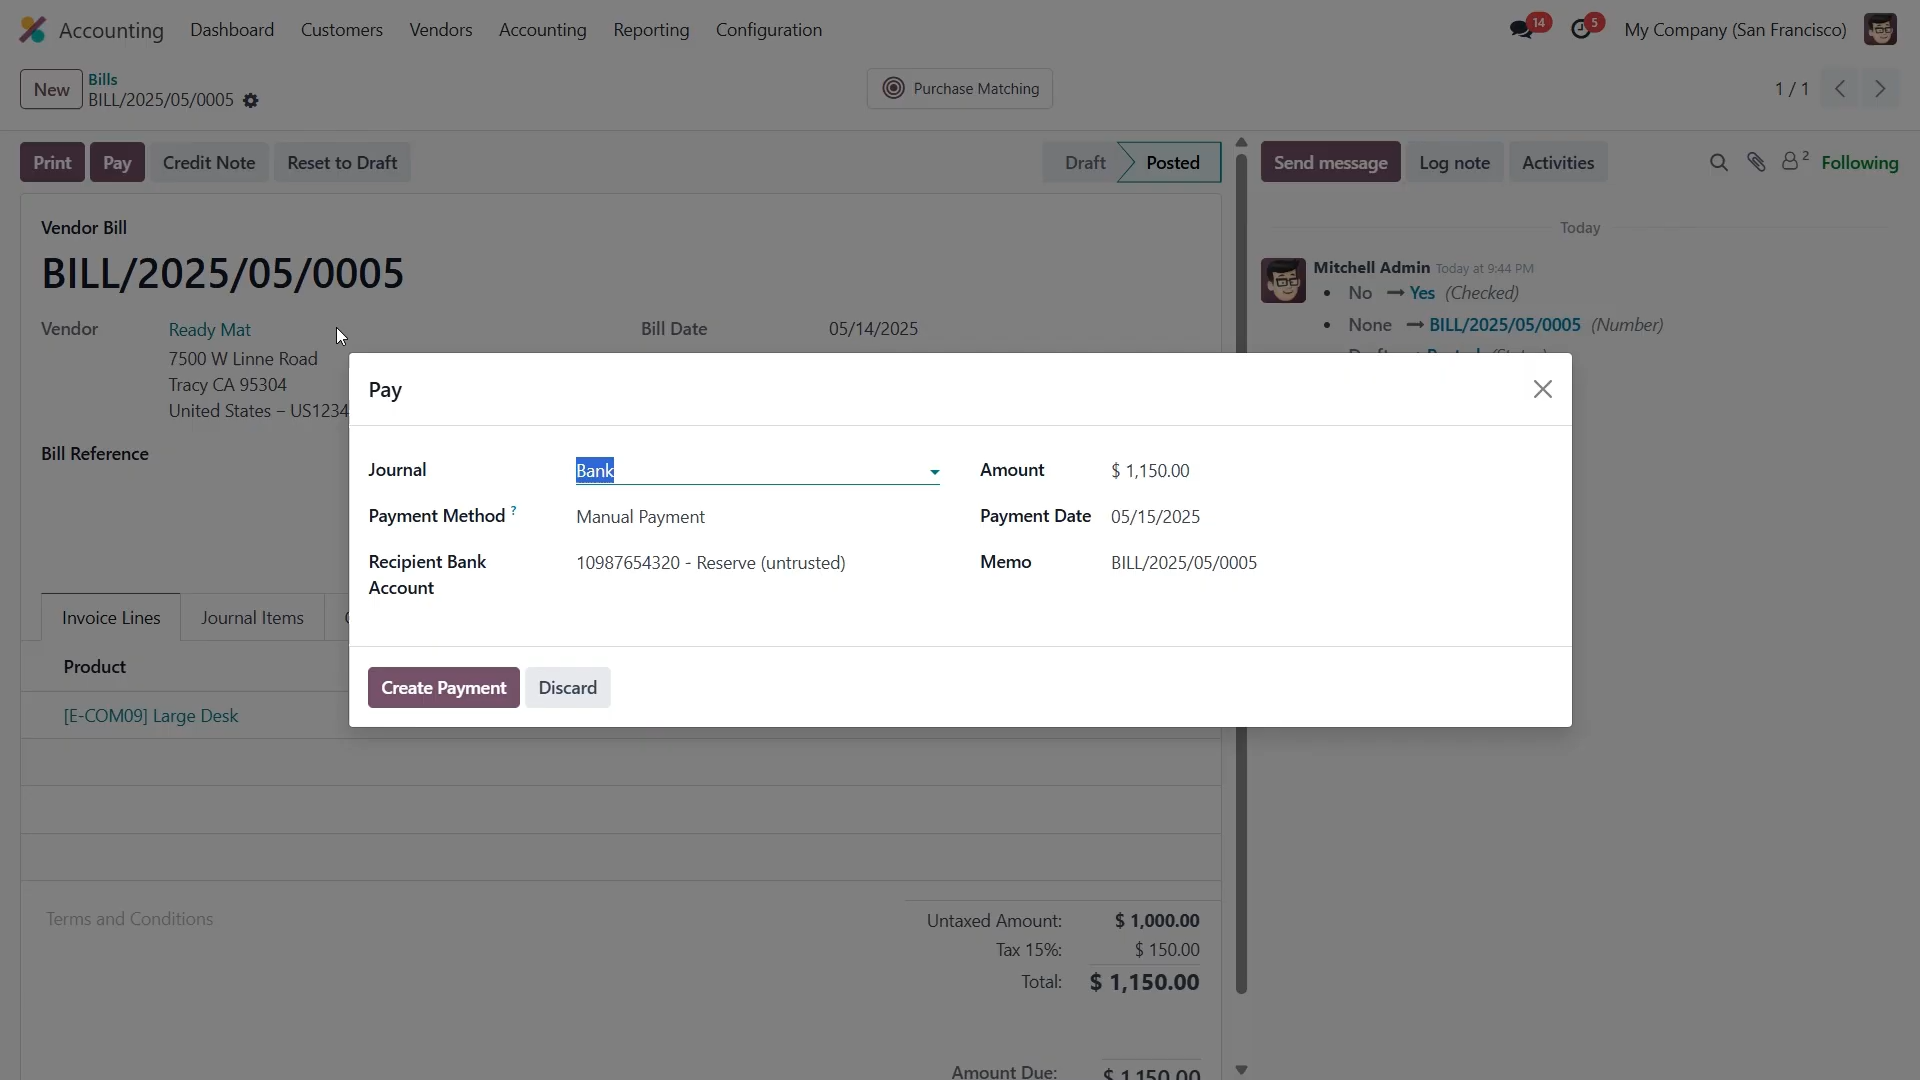 Accounting Dashboard Customers Vendors Accounting Reporting Configuration 14 5 My Company (San Francisco)
New Bills
BILL/2025/05/0005
Purchase Matching
1 / 1
Print Pay Credit Note Reset to Draft Draft Posted Send message Log note Activities 2 Following
Vendor Bill
BILL/2025/05/0005
Vendor Ready Mat Bill Date 05/14/2025
7500 W Linne Road
Tracy CA 95304
United States – US1234
Bill Reference
Today
Mitchell Admin Today at 9:44 PM
• No → Yes (Checked)
• None → BILL/2025/05/0005 (Number)
Pay
Journal Bank Amount $ 1,150.00
Payment Method ? Manual Payment Payment Date 05/15/2025
Recipient Bank Account 10987654320 - Reserve (untrusted) Memo BILL/2025/05/0005
Create Payment Discard
Invoice Lines Journal Items
Product
[E-COM09] Large Desk
Terms and Conditions
Untaxed Amount: $ 1,000.00
Tax 15%: $ 150.00
Total: $ 1,150.00
Amount Due: $ 1,150.00